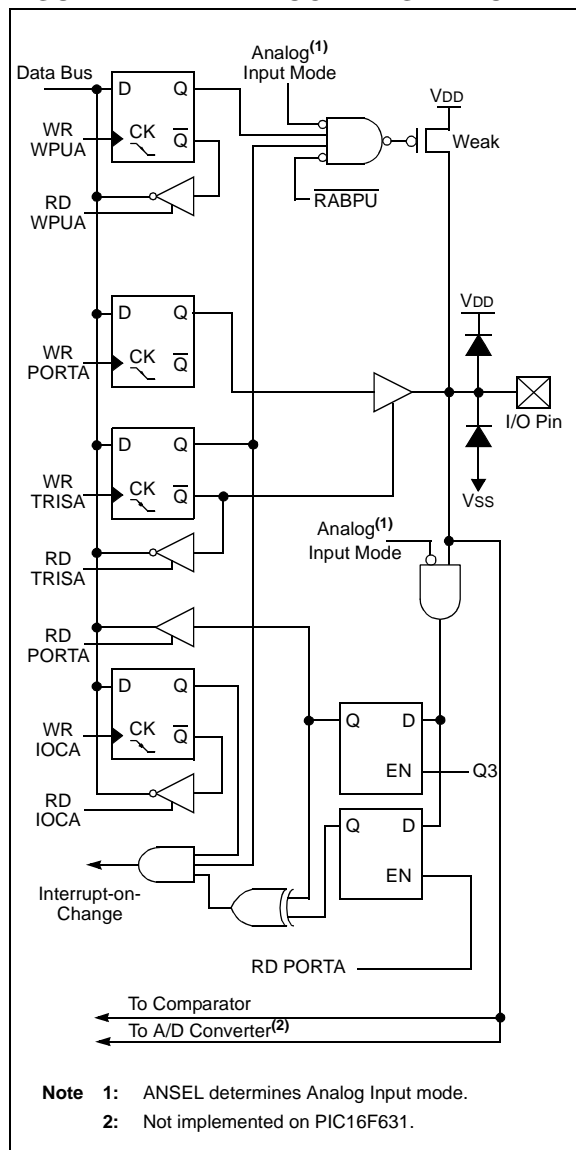 Analog(1)
Input Mode
Data Bus
D Q
VDD
WR
WPUA
CK
Q
Weak
RD
WPUA
RABPU
D Q
VDD
WR
PORTA
CK
Q
I/O Pin
D Q
WR
TRISA
CK
Q
VSS
Analog(1)
Input Mode
RD
TRISA
RD
PORTA
D Q
Q D
WR
IOCA
CK
Q
EN
Q3
RD
IOCA
Q D
EN
Interrupt-on-
Change
RD PORTA
To Comparator
To A/D Converter(2)
Note 1: ANSEL determines Analog Input mode.
2: Not implemented on PIC16F631.